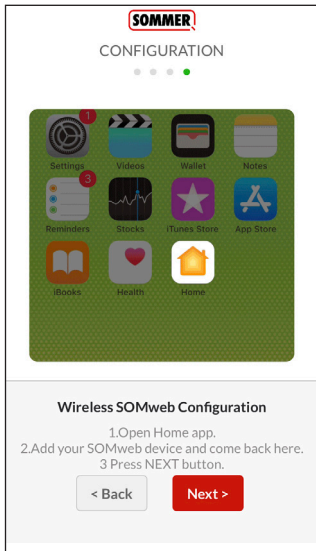 SOMMER
CONFIGURATION
1
Settings Videos Wallet Notes
3
Reminders Stocks iTunes Store App Store
iBooks Health Home
Wireless SOMweb Configuration
1.Open Home app.
2.Add your SOMweb device and come back here.
3 Press NEXT button.
< Back Next >